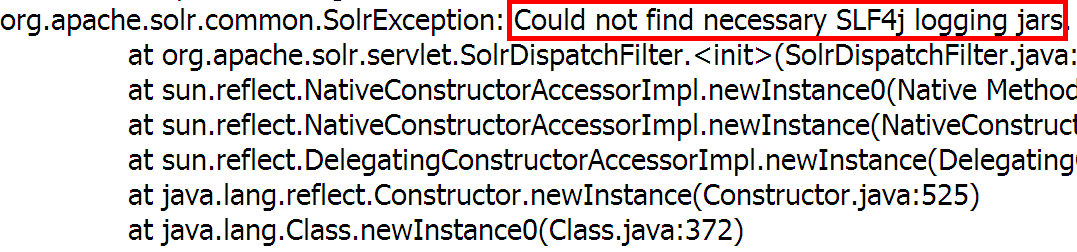 org.apache.solr.common.SolrException: Could not find necessary SLF4j logging jars.
at org.apache.solr.servlet.SolrDispatchFilter.<init>(SolrDispatchFilter.java:
at sun.reflect.NativeConstructorAccessorImpl.newInstance0(Native Method
at sun.reflect.NativeConstructorAccessorImpl.newInstance(NativeConstruct
at sun.reflect.DelegatingConstructorAccessorImpl.newInstance(Delegating
at java.lang.reflect.Constructor.newInstance(Constructor.java:525)
at java.lang.Class.newInstance0(Class.java:372)